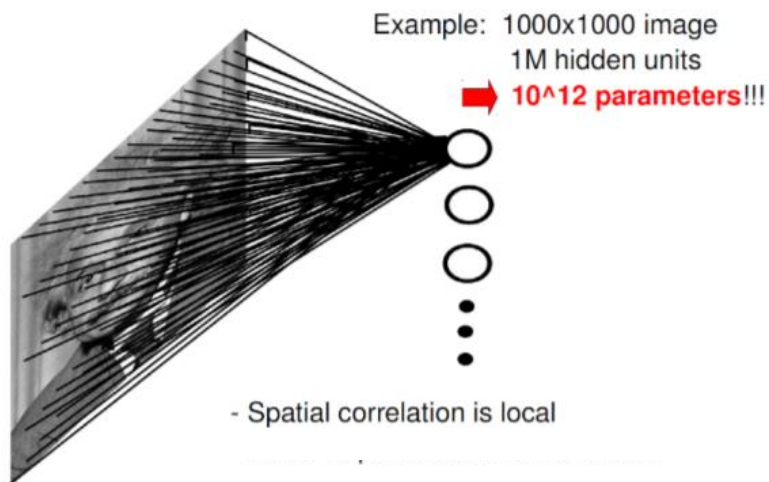 Example: 1000x1000 image
1M hidden units
10^12 parameters!!!
- Spatial correlation is local